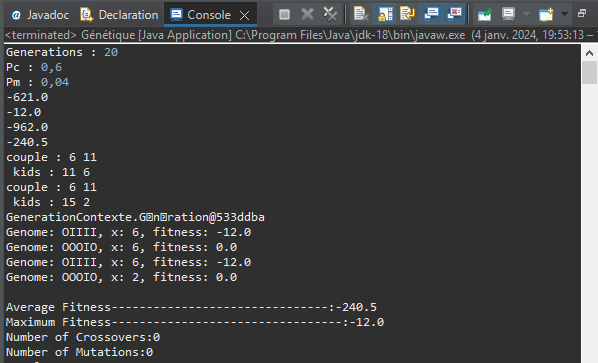 @ Javadoc Declaration Console ×
<terminated> Génétique [Java Application] C:\Program Files\Java\jdk-18\bin\javaw.exe (4 janv. 2024, 19:53:13 –
Generations : 20
Pc : 0,6
Pm : 0,04
-621.0
-12.0
-962.0
-240.5
couple : 6 11
kids : 11 6
couple : 6 11
kids : 15 2
GenerationContexte.G�n�ration@533ddba
Genome: OIIII, x: 6, fitness: -12.0
Genome: OOOIO, x: 6, fitness: 0.0
Genome: OIIII, x: 6, fitness: -12.0
Genome: OOOIO, x: 2, fitness: 0.0
Average Fitness-------------------------------:-240.5
Maximum Fitness---------------------------------:-12.0
Number of Crossovers:0
Number of Mutations:0